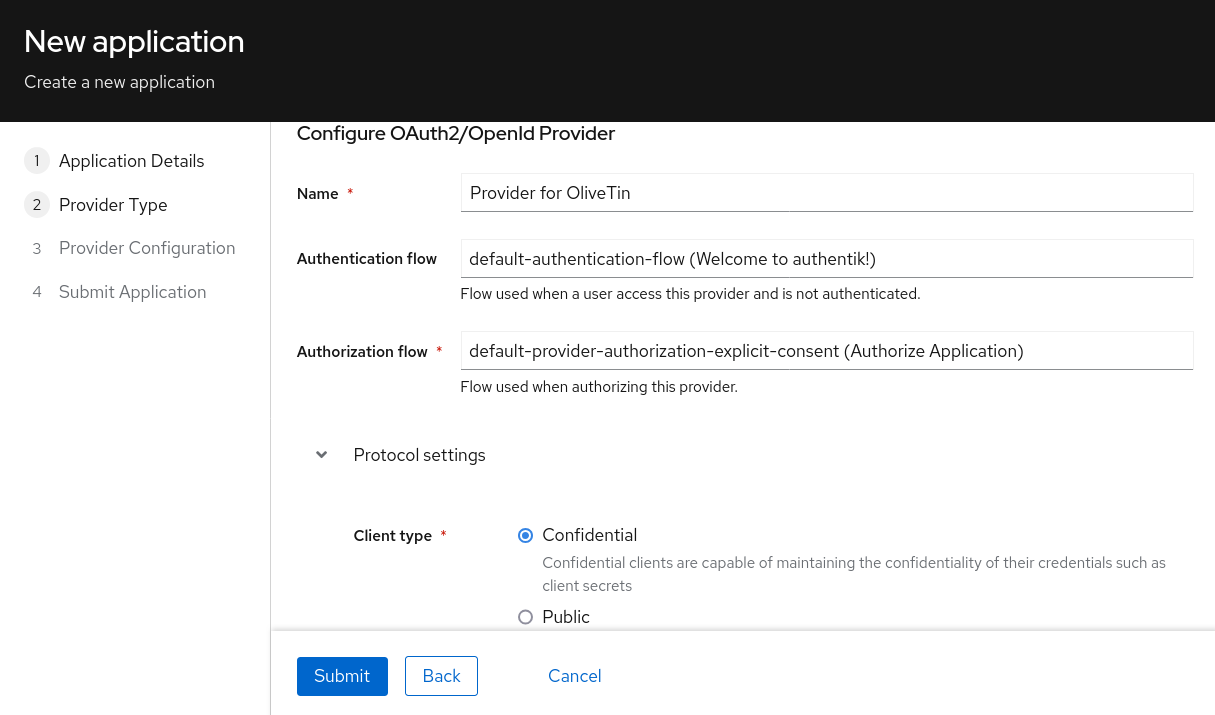 New application
Create a new application
1 Application Details
2 Provider Type
3 Provider Configuration
4 Submit Application
Configure OAuth2/OpenId Provider
Name *
Provider for OliveTin
Authentication flow
default-authentication-flow (Welcome to authentik!)
Flow used when a user access this provider and is not authenticated.
Authorization flow *
default-provider-authorization-explicit-consent (Authorize Application)
Flow used when authorizing this provider.
Protocol settings
Client type *
Confidential
Confidential clients are capable of maintaining the confidentiality of their credentials such as
client secrets
Public
Submit
Back
Cancel